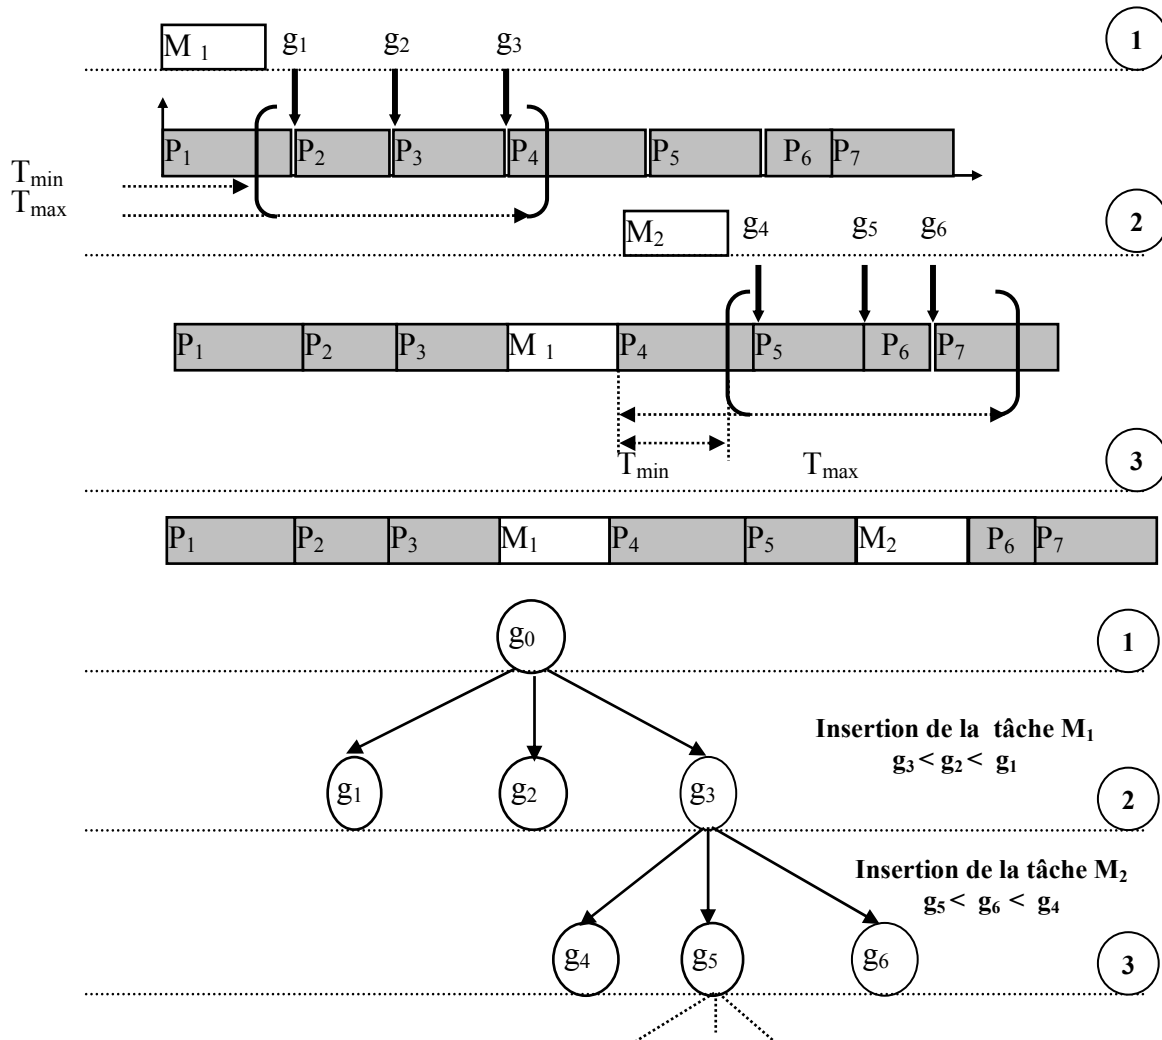 M 1 g1 g2 g3 1
P1 P2 P3 P4 P5 P6 P7
Tmin
Tmax
M2 g4 g5 g6 2
P1 P2 P3 M 1 P4 P5 P6 P7
Tmin Tmax 3
P1 P2 P3 M1 P4 P5 M2 P6 P7
g0 1
Insertion de la tâche M1
g3 < g2 < g1
g1 g2 g3 2
Insertion de la tâche M2
g5 < g6 < g4
g4 g5 g6 3